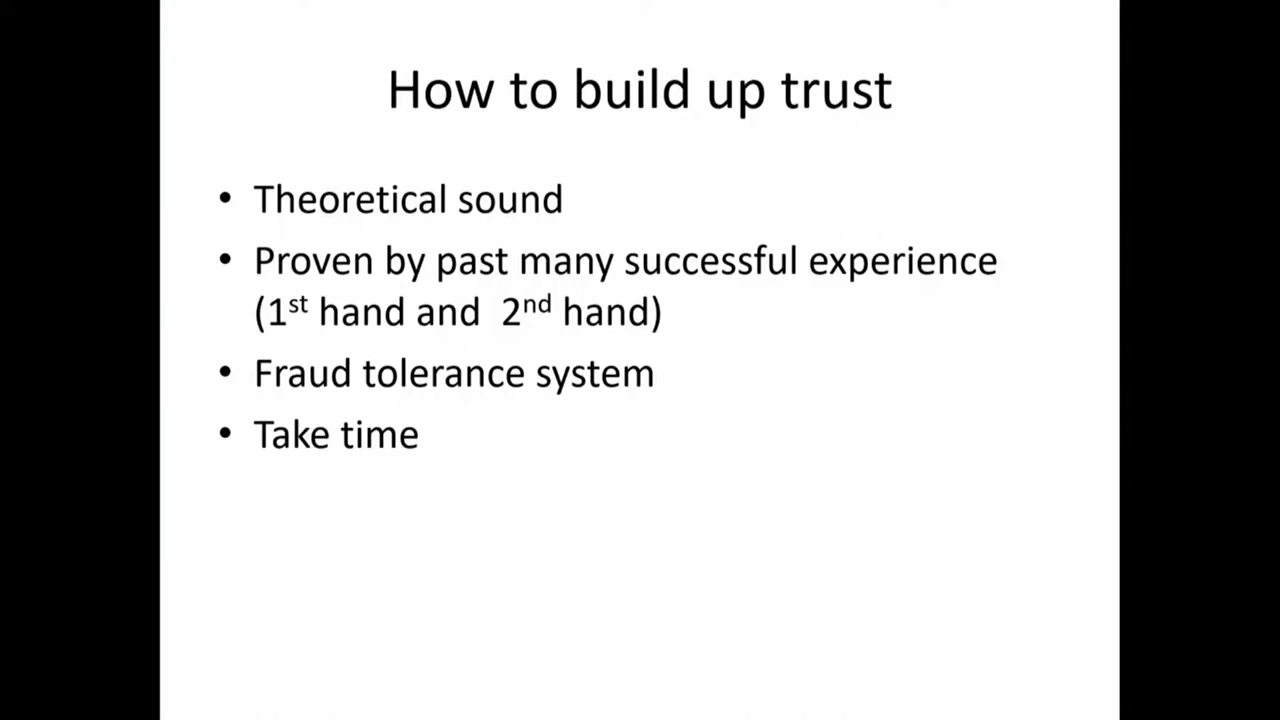 How to build up trust
• Theoretical sound
• Proven by past many successful experience
(1st hand and 2nd hand)
• Fraud tolerance system
• Take time